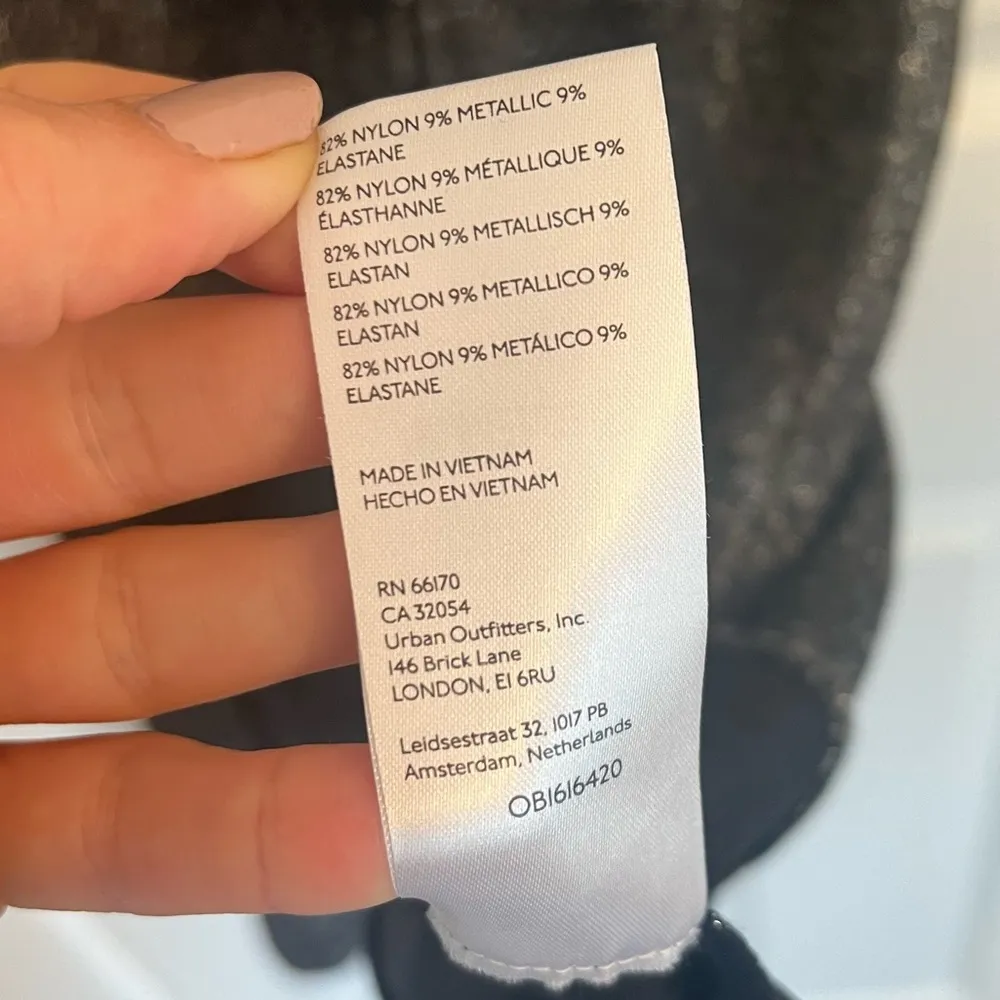 82% NYLON 9% METALLIC 9%
ELASTANE
82% NYLON 9% MÉTALLIQUE 9%
ÉLASTHANNE
82% NYLON 9% METALLISCH 9%
ELASTAN
82% NYLON 9% METALLICO 9%
ELASTAN
82% NYLON 9% METÁLICO 9%
ELASTANE
MADE IN VIETNAM
HECHO EN VIETNAM
RN 66170
CA 32054
Urban Outfitters, Inc.
146 Brick Lane
LONDON, E1 6RU
Leidsestraat 32, 1017 PB
Amsterdam, Netherlands
OB1616420